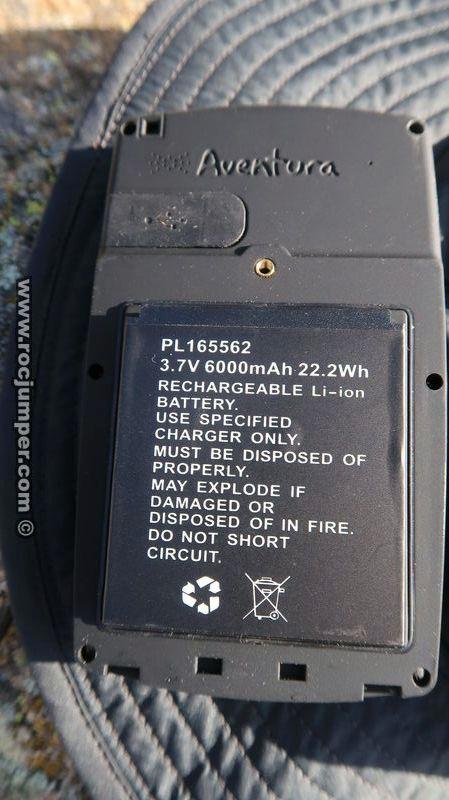 Aventura
PL165562
3.7V 6000mAh 22.2Wh
RECHARGEABLE Li-ion
BATTERY.
USE SPECIFIED
CHARGER ONLY.
MUST BE DISPOSED OF
PROPERLY.
MAY EXPLODE IF
DAMAGED OR
DISPOSED OF IN FIRE.
DO NOT SHORT
CIRCUIT.
www.rocjumper.com ©